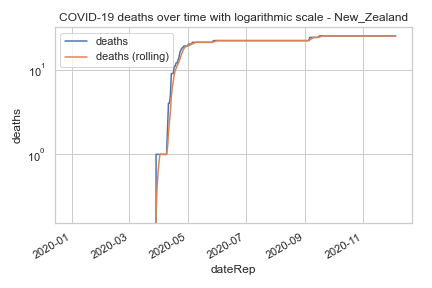 COVID-19 deaths over time with logarithmic scale - New_Zealand
deaths
deaths (rolling)
10^1
10^0
deaths
2020-01
2020-03
2020-05
2020-07
2020-09
2020-11
dateRep